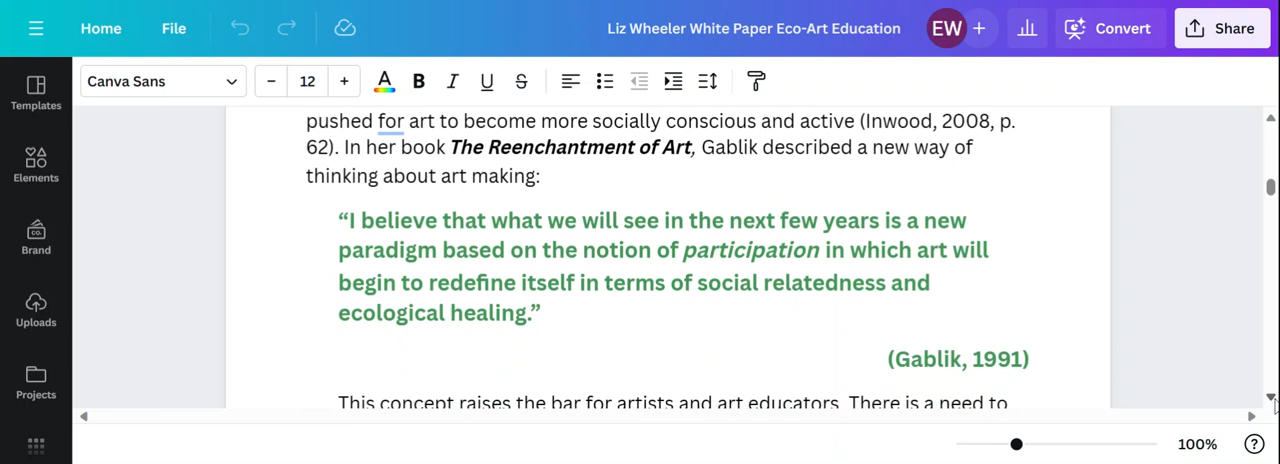 Home
File
Liz Wheeler White Paper Eco-Art Education
EW
Convert
Share
Canva Sans
12
A
B
I
U
S
Templates
Elements
Brand
Uploads
Projects
pushed for art to become more socially conscious and active (Inwood, 2008, p.
62). In her book The Reenchantment of Art, Gablik described a new way of
thinking about art making:
“I believe that what we will see in the next few years is a new
paradigm based on the notion of participation in which art will
begin to redefine itself in terms of social relatedness and
ecological healing.”
(Gablik, 1991)
This concept raises the bar for artists and art educators. There is a need to
100%
?